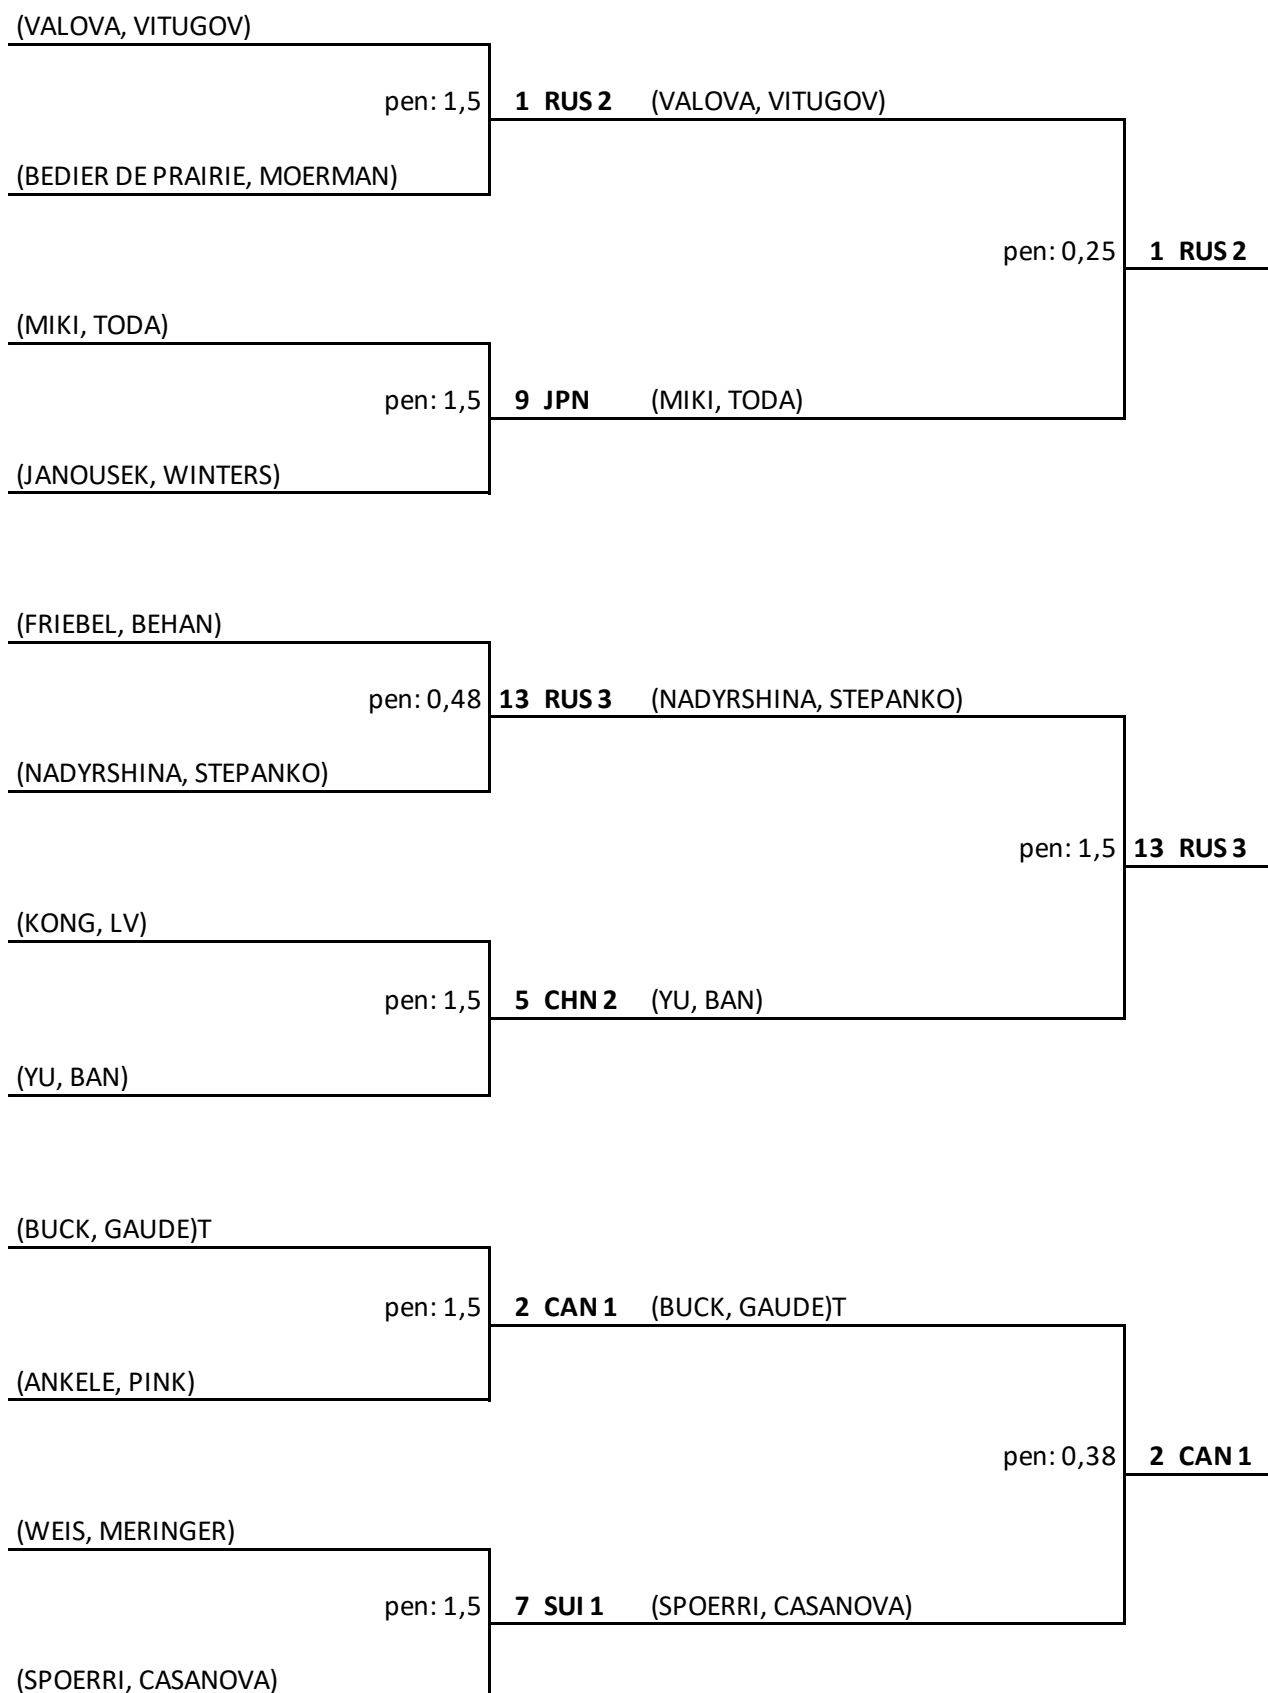 (VALOVA, VITUGOV)
pen: 1,5 1 RUS 2 (VALOVA, VITUGOV)
(BEDIER DE PRAIRIE, MOERMAN)
pen: 0,25 1 RUS 2
(MIKI, TODA)
pen: 1,5 9 JPN (MIKI, TODA)
(JANOUSEK, WINTERS)
(FRIEBEL, BEHAN)
pen: 0,48 13 RUS 3 (NADYRSHINA, STEPANKO)
(NADYRSHINA, STEPANKO)
pen: 1,5 13 RUS 3
(KONG, LV)
pen: 1,5 5 CHN 2 (YU, BAN)
(YU, BAN)
(BUCK, GAUDE)T
pen: 1,5 2 CAN 1 (BUCK, GAUDE)T
(ANKELE, PINK)
pen: 0,38 2 CAN 1
(WEIS, MERINGER)
pen: 1,5 7 SUI 1 (SPOERRI, CASANOVA)
(SPOERRI, CASANOVA)